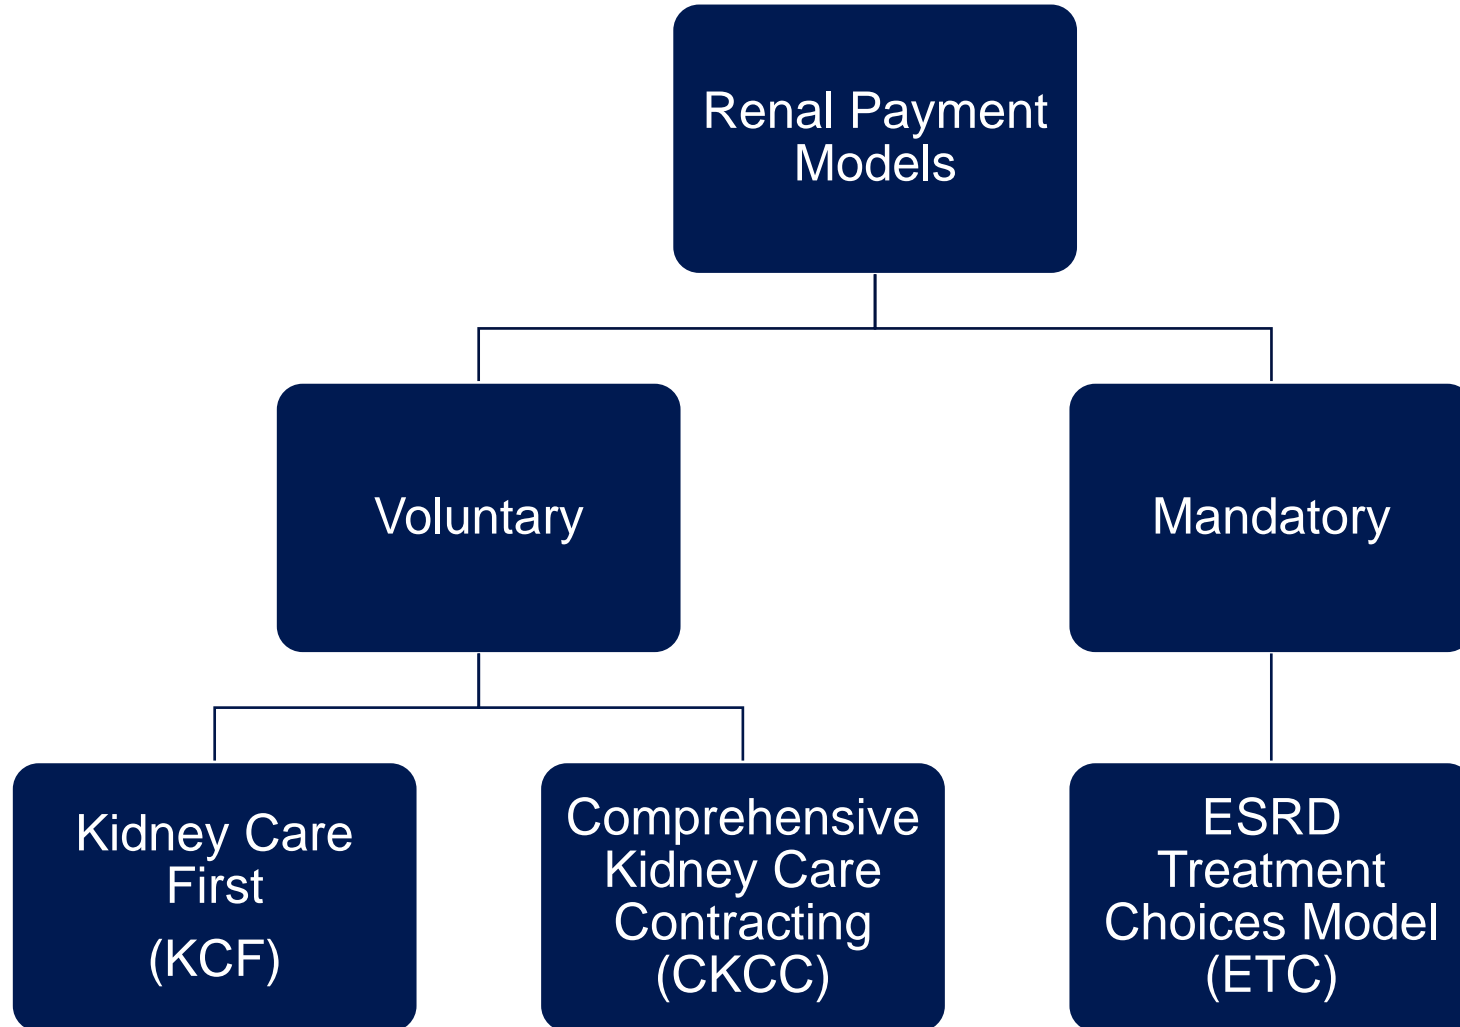 Renal Payment
Models
Voluntary
Mandatory
Kidney Care
First
(KCF)
Comprehensive
Kidney Care
Contracting
(CKCC)
ESRD
Treatment
Choices Model
(ETC)